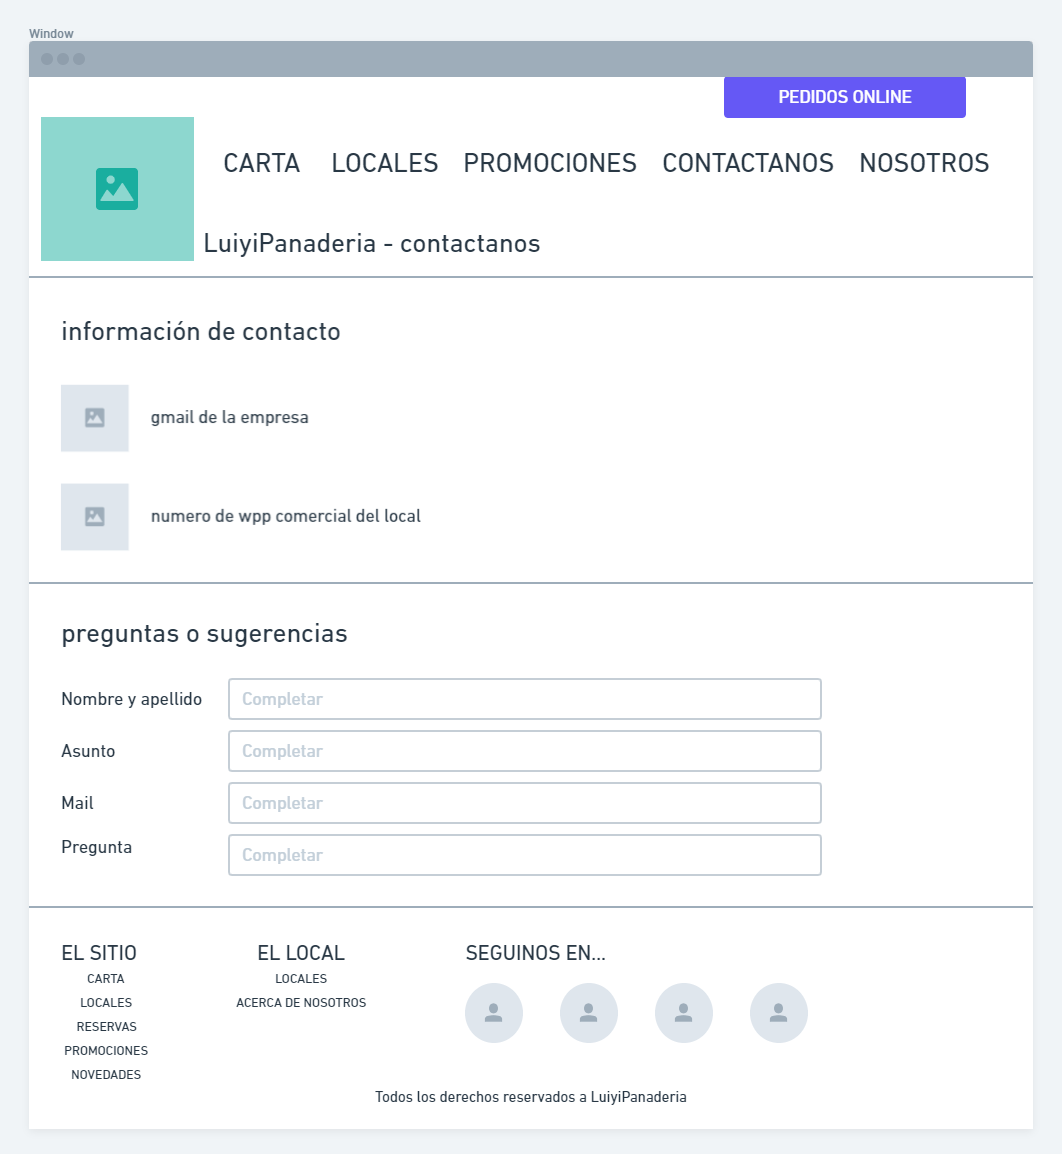 Window
PEDIDOS ONLINE
CARTA LOCALES PROMOCIONES CONTACTANOS NOSOTROS
LuiyiPanaderia - contactanos
información de contacto
gmail de la empresa
numero de wpp comercial del local
preguntas o sugerencias
Nombre y apellido Completar
Asunto Completar
Mail Completar
Pregunta Completar
EL SITIO
CARTA
LOCALES
RESERVAS
PROMOCIONES
NOVEDADES
EL LOCAL
LOCALES
ACERCA DE NOSOTROS
SEGUINOS EN...
Todos los derechos reservados a LuiyiPanaderia